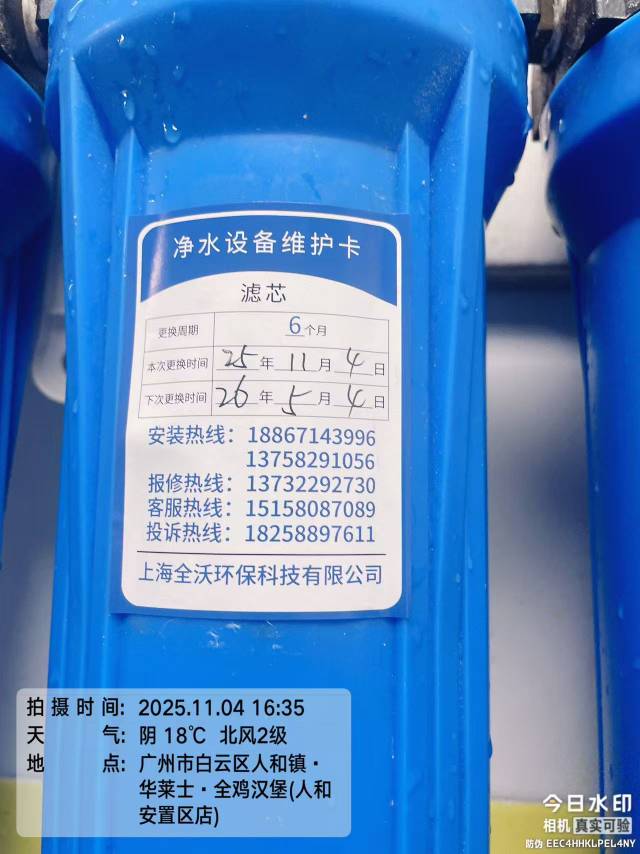 净水设备维护卡
滤芯
更换周期 6个月
本次更换时间 25年11月4日
下次更换时间 26年5月4日
安装热线：18867143996
13758291056
报修热线：13732292730
客服热线：15158087089
投诉热线：18258897611
上海全沃环保科技有限公司
拍摄时间：2025.11.04 16:35
天气：阴 18℃ 北风2级
地点：广州市白云区人和镇·
华莱士·全鸡汉堡(人和
安置区店)
今日水印
相机 真实可验
防伪 EEC4HHKLPEL4NY